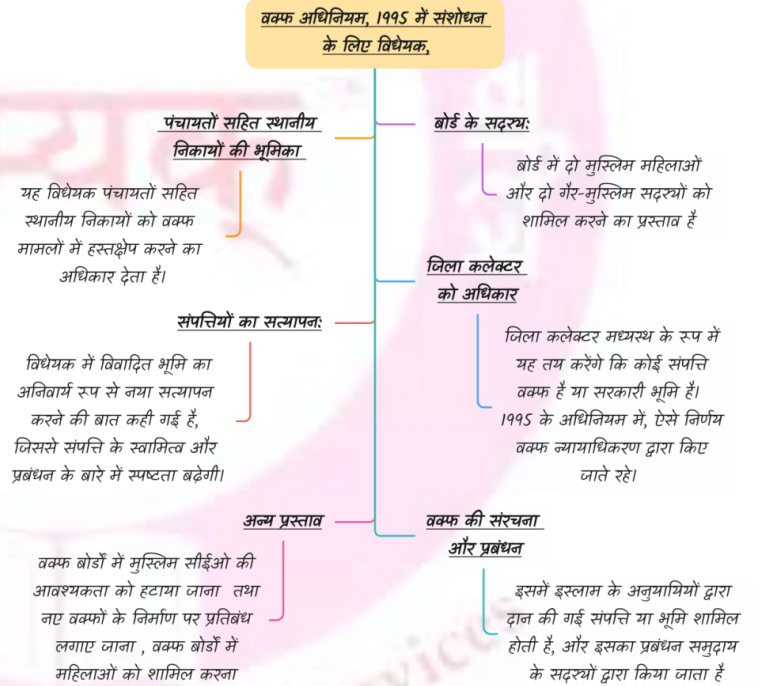 वक्फ अधिनियम, 1995 में संशोधन
के लिए विधेयक,
पंचायतों सहित स्थानीय
निकायों की भूमिका
यह विधेयक पंचायतों सहित
स्थानीय निकायों को वक्फ
मामलों में हस्तक्षेप करने का
अधिकार देता है।
बोर्ड के सदस्य:
बोर्ड में दो मुस्लिम महिलाओं
और दो गैर-मुस्लिम सदस्यों को
शामिल करने का प्रस्ताव है
जिला कलेक्टर
को अधिकार
जिला कलेक्टर मध्यस्थ के रूप में
यह तय करेंगे कि कोई संपत्ति
वक्फ है या सरकारी भूमि है।
1995 के अधिनियम में, ऐसे निर्णय
वक्फ न्यायाधिकरण द्वारा किए
जाते रहे।
संपत्तियों का सत्यापन:
विधेयक में विवादित भूमि का
अनिवार्य रूप से नया सत्यापन
करने की बात कही गई है,
जिससे संपत्ति के स्वामित्व और
प्रबंधन के बारे में स्पष्टता बढ़ेगी।
अन्य प्रस्ताव
वक्फ बोर्डों में मुस्लिम सीईओ की
आवश्यकता को हटाया जाना तथा
नए वक्फों के निर्माण पर प्रतिबंध
लगाए जाना , वक्फ बोर्डों में
महिलाओं को शामिल करना
वक्फ की संरचना
और प्रबंधन
इसमें इस्लाम के अनुयायियों द्वारा
दान की गई संपत्ति या भूमि शामिल
होती है, और इसका प्रबंधन समुदाय
के सदस्यों द्वारा किया जाता है